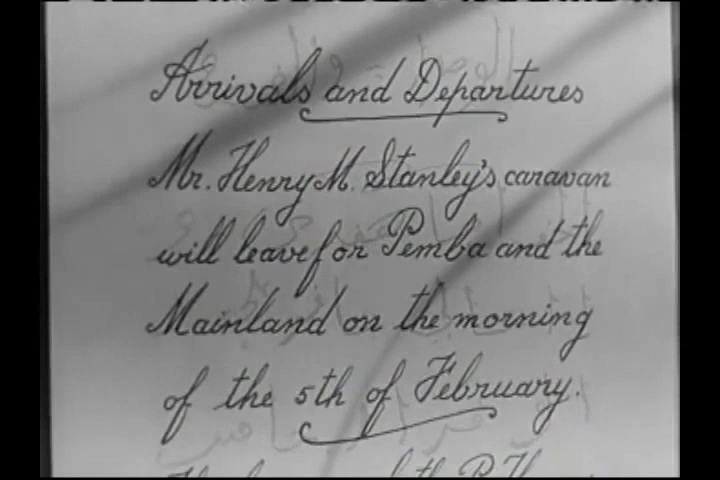 Arrivals and Departures
Mr. Henry M. Stanley's caravan
will leave for Pemba and the
Mainland on the morning
of the 5th of February.